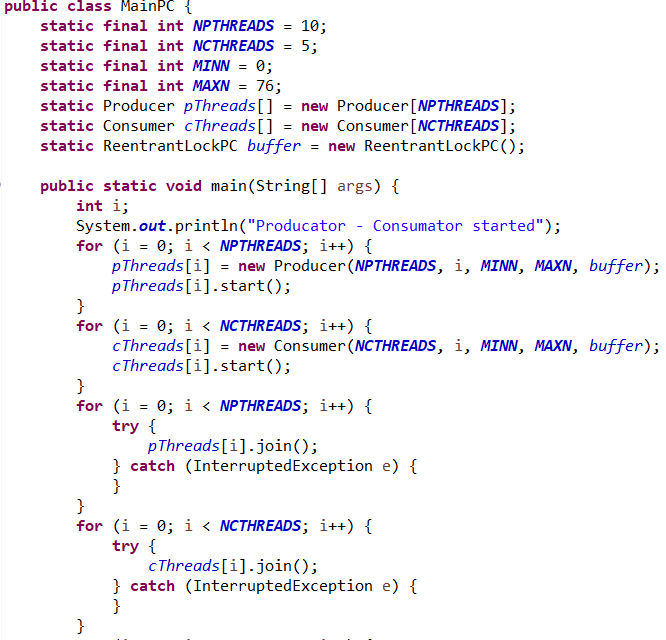 public class MainPC {
    static final int NPTHREADS = 10;
    static final int NCTHREADS = 5;
    static final int MINN = 0;
    static final int MAXN = 76;
    static Producer pThreads[] = new Producer[NPTHREADS];
    static Consumer cThreads[] = new Consumer[NCTHREADS];
    static ReentrantLockPC buffer = new ReentrantLockPC();

    public static void main(String[] args) {
        int i;
        System.out.println("Producator - Consumator started");
        for (i = 0; i < NPTHREADS; i++) {
            pThreads[i] = new Producer(NPTHREADS, i, MINN, MAXN, buffer);
            pThreads[i].start();
        }
        for (i = 0; i < NCTHREADS; i++) {
            cThreads[i] = new Consumer(NCTHREADS, i, MINN, MAXN, buffer);
            cThreads[i].start();
        }
        for (i = 0; i < NPTHREADS; i++) {
            try {
                pThreads[i].join();
            } catch (InterruptedException e) {
            }
        }
        for (i = 0; i < NCTHREADS; i++) {
            try {
                cThreads[i].join();
            } catch (InterruptedException e) {
            }
        }